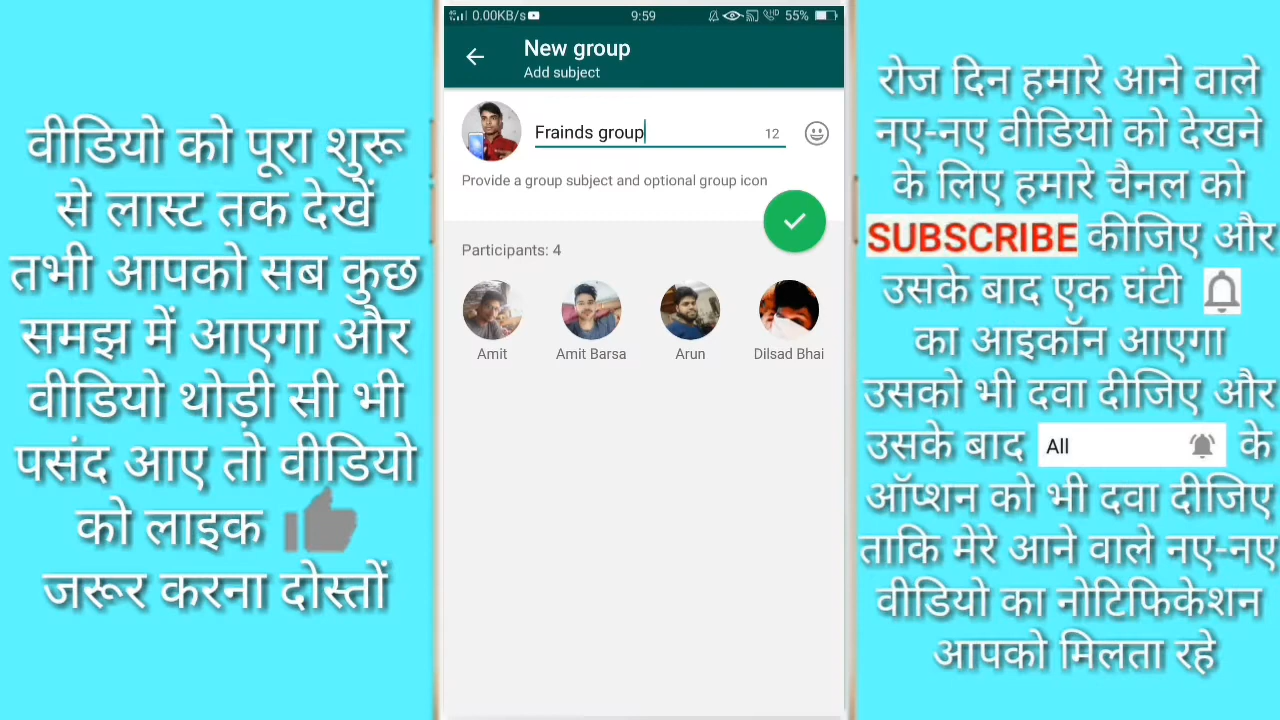 वीडियो को पूरा शुरू
से लास्ट तक देखें
तभी आपको सब कुछ
समझ में आएगा और
वीडियो थोड़ी सी भी
पसंद आए तो वीडियो
को लाइक
जरूर करना दोस्तों
0.00KB/s 9:59 55%
New group
Add subject
Frainds group 12
Provide a group subject and optional group icon
Participants: 4
Amit Amit Barsa Arun Dilsad Bhai
रोज दिन हमारे आने वाले
नए-नए वीडियो को देखने
के लिए हमारे चैनल को
SUBSCRIBE कीजिए और
उसके बाद एक घंटी
का आइकॉन आएगा
उसको भी दवा दीजिए और
उसके बाद All के
ऑप्शन को भी दवा दीजिए
ताकि मेरे आने वाले नए-नए
वीडियो का नोटिफिकेशन
आपको मिलता रहे